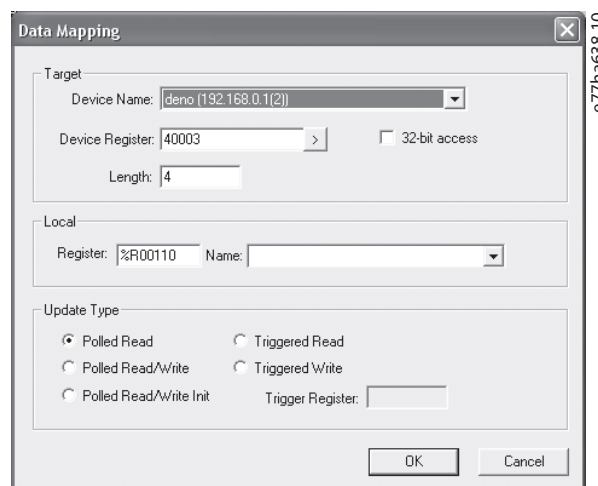 Data Mapping
Target
Device Name: deno (192.168.0.1(2))
Device Register: 40003 > 32-bit access
Length: 4
Local
Register: %R00110 Name:
Update Type
Polled Read Triggered Read
Polled Read/Write Triggered Write
Polled Read/Write Init Trigger Register:
OK Cancel